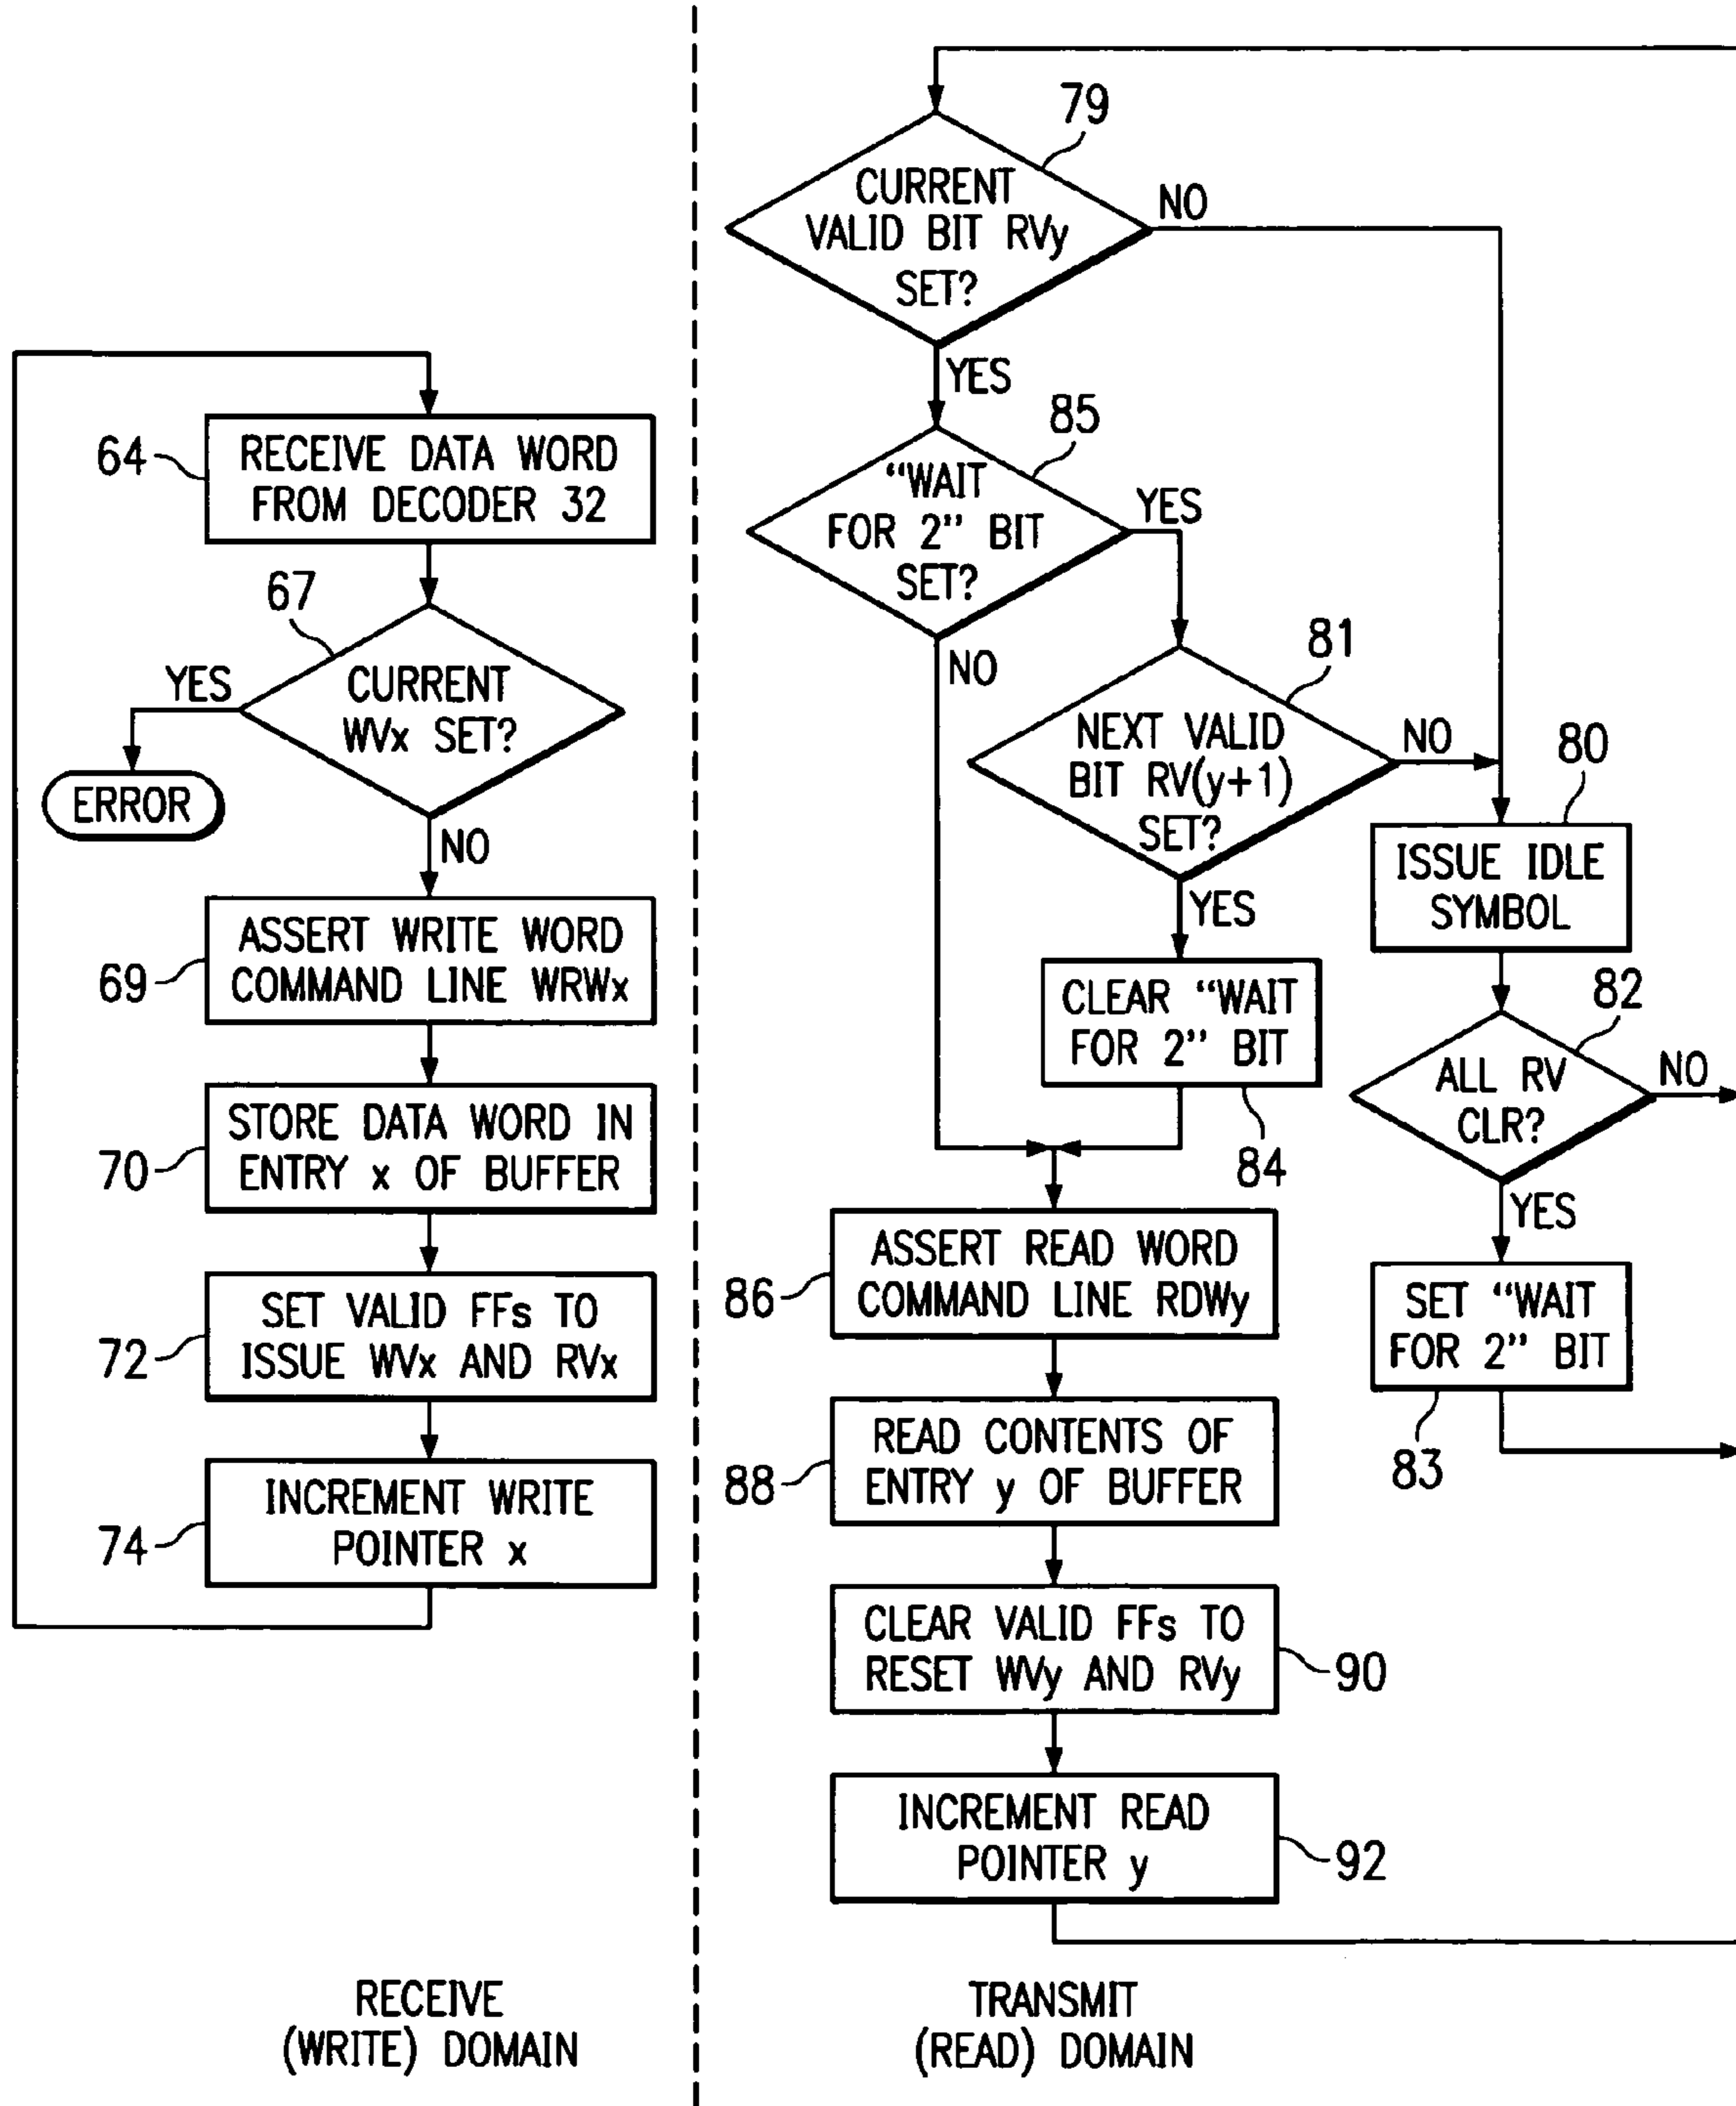 64
RECEIVE DATA WORD
FROM DECODER 32
67
YES
CURRENT
WVx SET?
ERROR
NO
69
ASSERT WRITE WORD
COMMAND LINE WRWx
70
STORE DATA WORD IN
ENTRY x OF BUFFER
72
SET VALID FFs TO
ISSUE WVx AND RVx
74
INCREMENT WRITE
POINTER x
RECEIVE
(WRITE) DOMAIN
79
CURRENT
VALID BIT RVy
SET?
NO
YES
85
“WAIT
FOR 2” BIT
SET?
YES
NO
81
NEXT VALID
BIT RV(y+1)
SET?
NO
YES
80
ISSUE IDLE
SYMBOL
CLEAR “WAIT
FOR 2” BIT
84
82
ALL RV
CLR?
NO
YES
SET “WAIT
FOR 2” BIT
83
86
ASSERT READ WORD
COMMAND LINE RDWy
88
READ CONTENTS OF
ENTRY y OF BUFFER
CLEAR VALID FFs TO
RESET WVy AND RVy
90
INCREMENT READ
POINTER y
92
TRANSMIT
(READ) DOMAIN